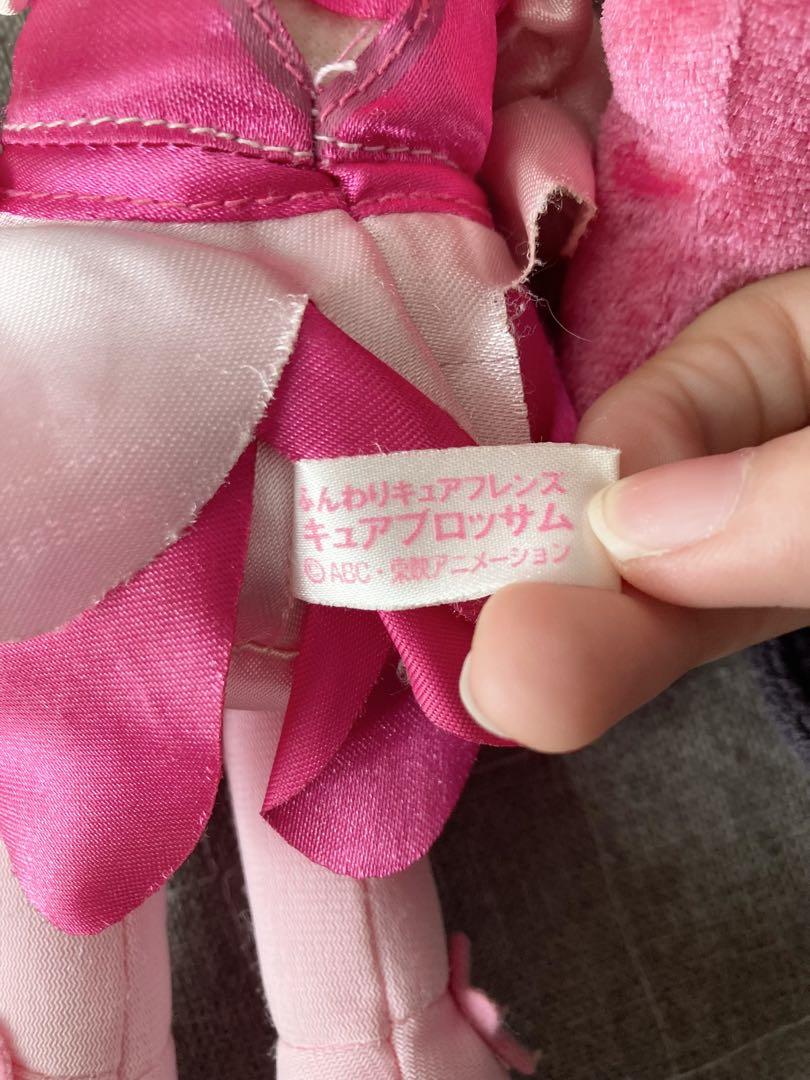 ふんわりキュアフレンズ
キュアブロッサム
©ABC・東映アニメーション